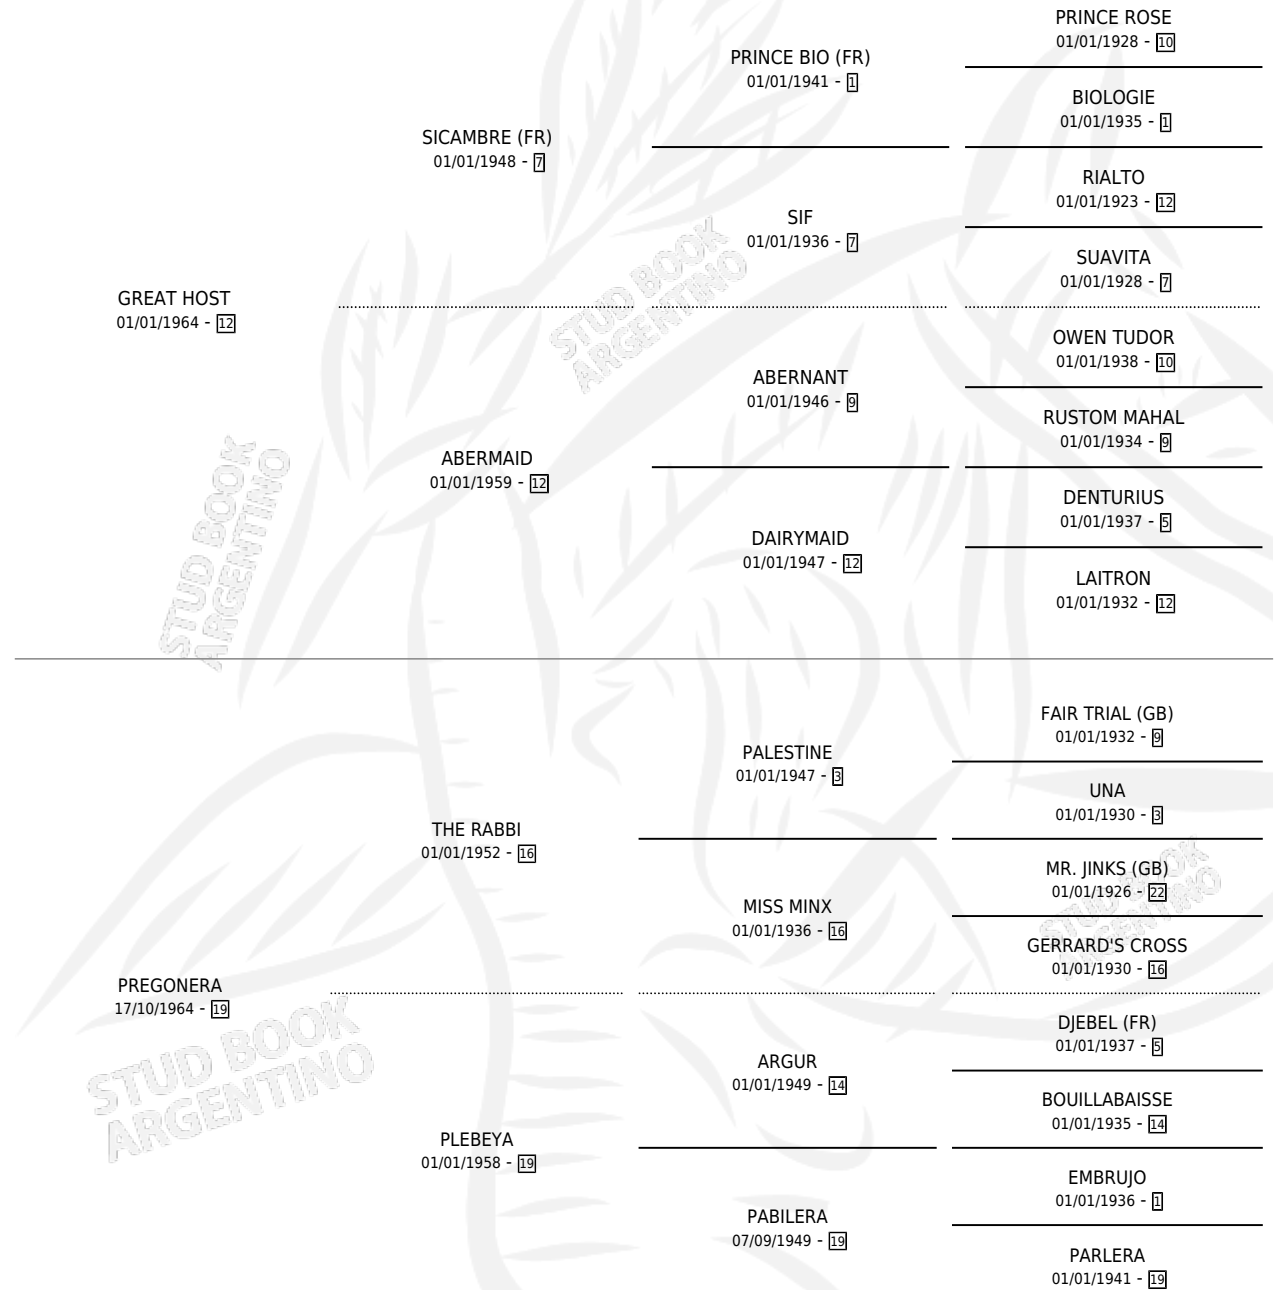 PRINCE ROSE
01/01/1928 - 10
PRINCE BIO (FR)
01/01/1941 - 1
BIOLOGIE
01/01/1935 - 1
SICAMBRE (FR)
01/01/1948 - 7
RIALTO
01/01/1923 - 12
SIF
01/01/1936 - 7
SUAVITA
01/01/1928 - 7
GREAT HOST
01/01/1964 - 12
STUD BOOK
ARGENTINO
OWEN TUDOR
01/01/1938 - 10
ABERNANT
01/01/1946 - 9
RUSTOM MAHAL
01/01/1934 - 9
ABERMAID
01/01/1959 - 12
DENTURIUS
01/01/1937 - 5
DAIRYMAID
01/01/1947 - 12
LAITRON
01/01/1932 - 12
STUD BOOK
ARGENTINO
FAIR TRIAL (GB)
01/01/1932 - 9
PALESTINE
01/01/1947 - 3
UNA
01/01/1930 - 3
THE RABBI
01/01/1952 - 16
MR. JINKS (GB)
01/01/1926 - 22
MISS MINX
01/01/1936 - 16
GERRARD'S CROSS
01/01/1930 - 16
STUD BOOK
ARGENTINO
PREGONERA
17/10/1964 - 19
STUD BOOK
ARGENTINO
DJEBEL (FR)
01/01/1937 - 5
ARGUR
01/01/1949 - 14
BOUILLABAISSE
01/01/1935 - 14
PLEBEYA
01/01/1958 - 19
EMBRUJO
01/01/1936 - 1
PABILERA
07/09/1949 - 19
PARLERA
01/01/1941 - 19